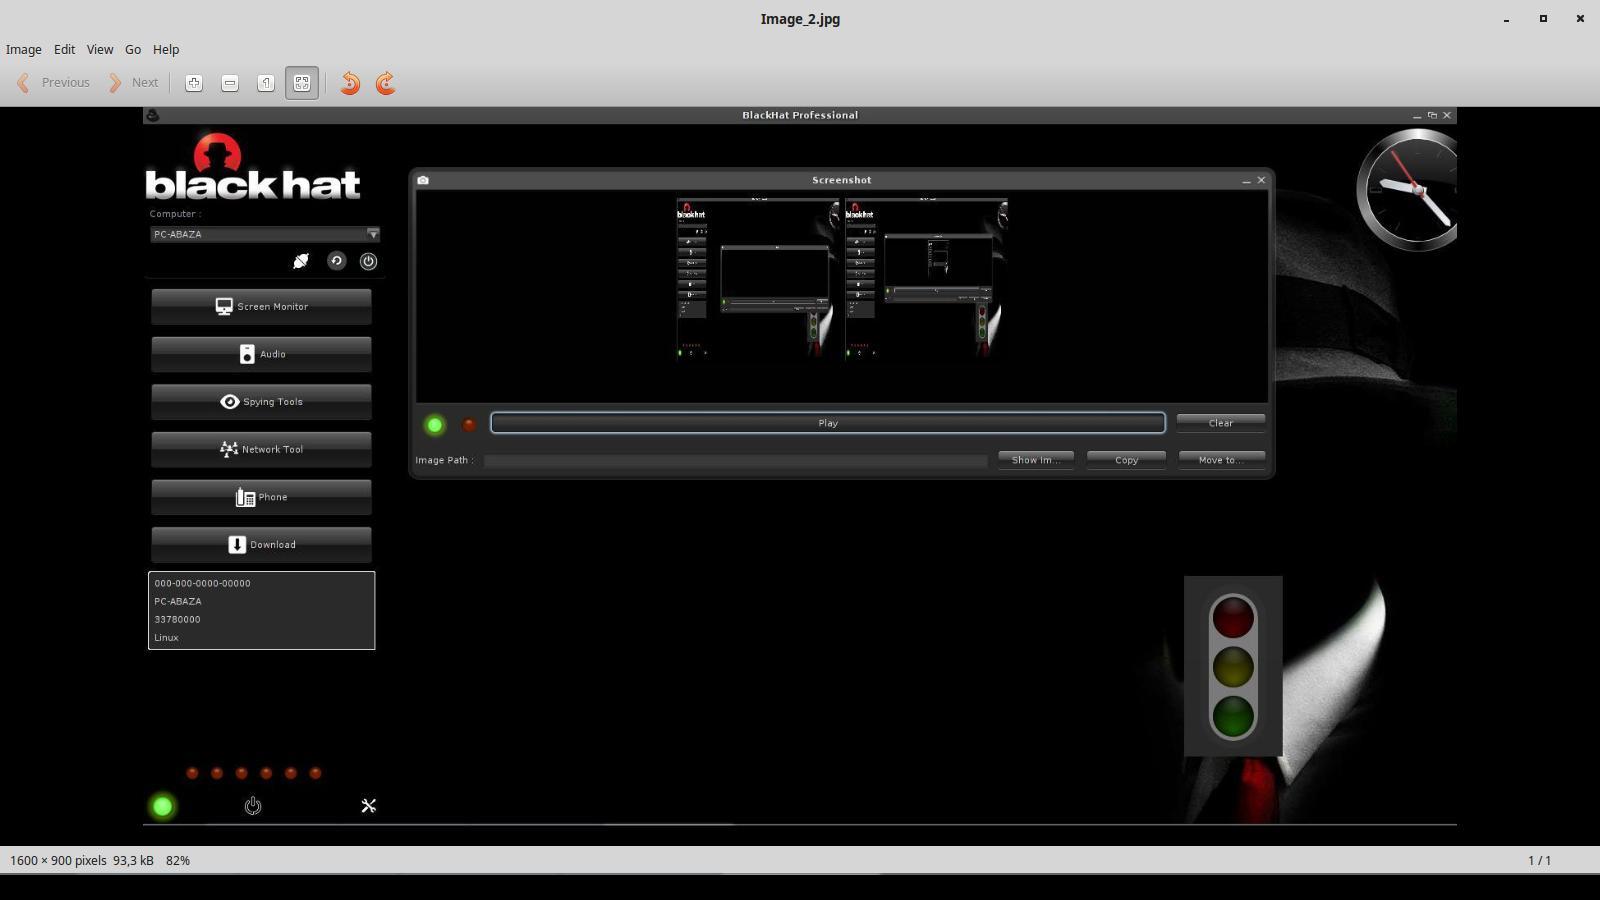 Image_2.jpg
Image Edit View Go Help
Previous Next
BlackHat Professional
black hat
Computer :
PC-ABAZA
Screen Monitor
Audio
Spying Tools
Network Tool
Phone
Download
000-000-0000-00000
PC-ABAZA
33780000
Linux
Screenshot
blackhat
blackhat
Play
Clear
Image Path :
Show Im...
Copy
Move to...
1600 × 900 pixels 93,3 kB 82%
1 / 1